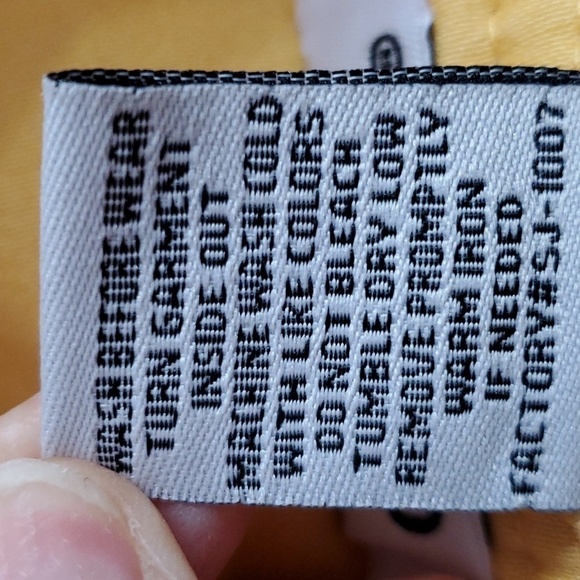 WASH BEFORE WEAR
TURN GARMENT
INSIDE OUT
MACHINE WASH COLD
WITH LIKE COLORS
DO NOT BLEACH
TUMBLE DRY LOW
REMOVE PROMPTLY
WARM IRON
IF NEEDED
FACTORY#SJ-1007